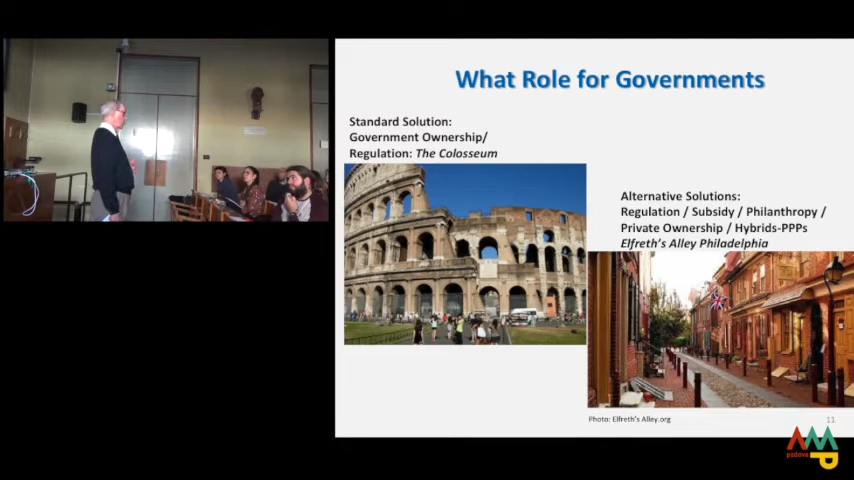 What Role for Governments
Standard Solution:
Government Ownership/
Regulation: The Colosseum
Alternative Solutions:
Regulation / Subsidy / Philanthropy /
Private Ownership / Hybrids-PPPs
Elfreth's Alley Philadelphia
Photo: Elfreth's Alley.org
11
padova